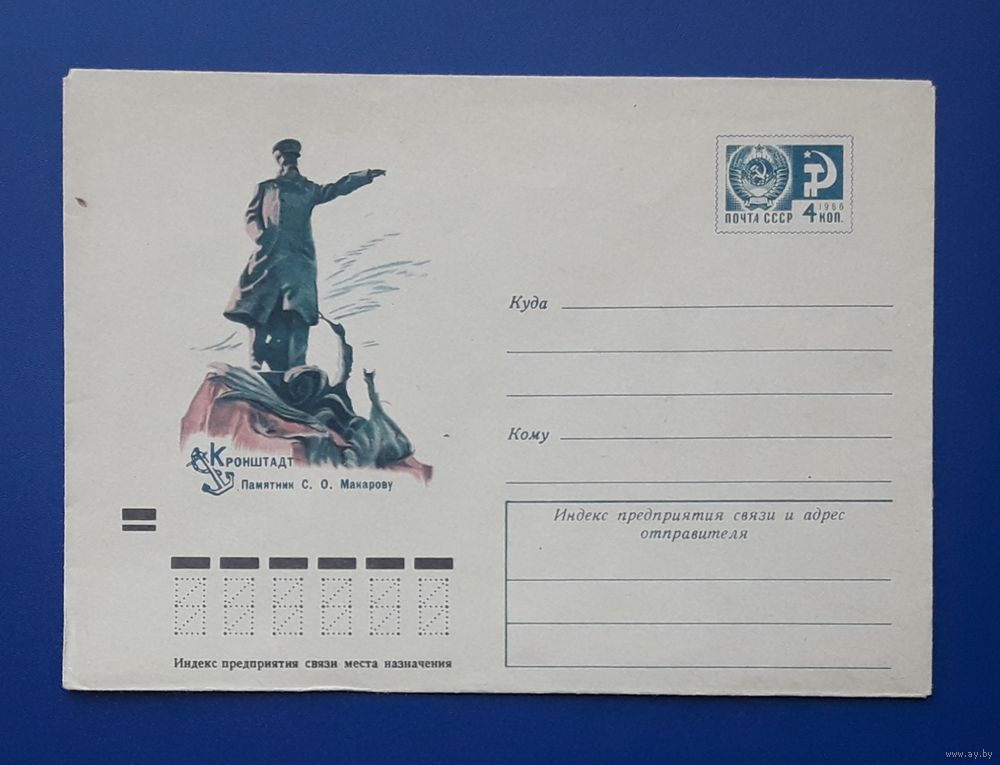 ПОЧТА СССР
1966
4 КОП.
Куда
Кому
КРОНШТАДТ
Памятник С. О. Макарову
Индекс предприятия связи и адрес
отправителя
Индекс предприятия связи места назначения
www.ay.by